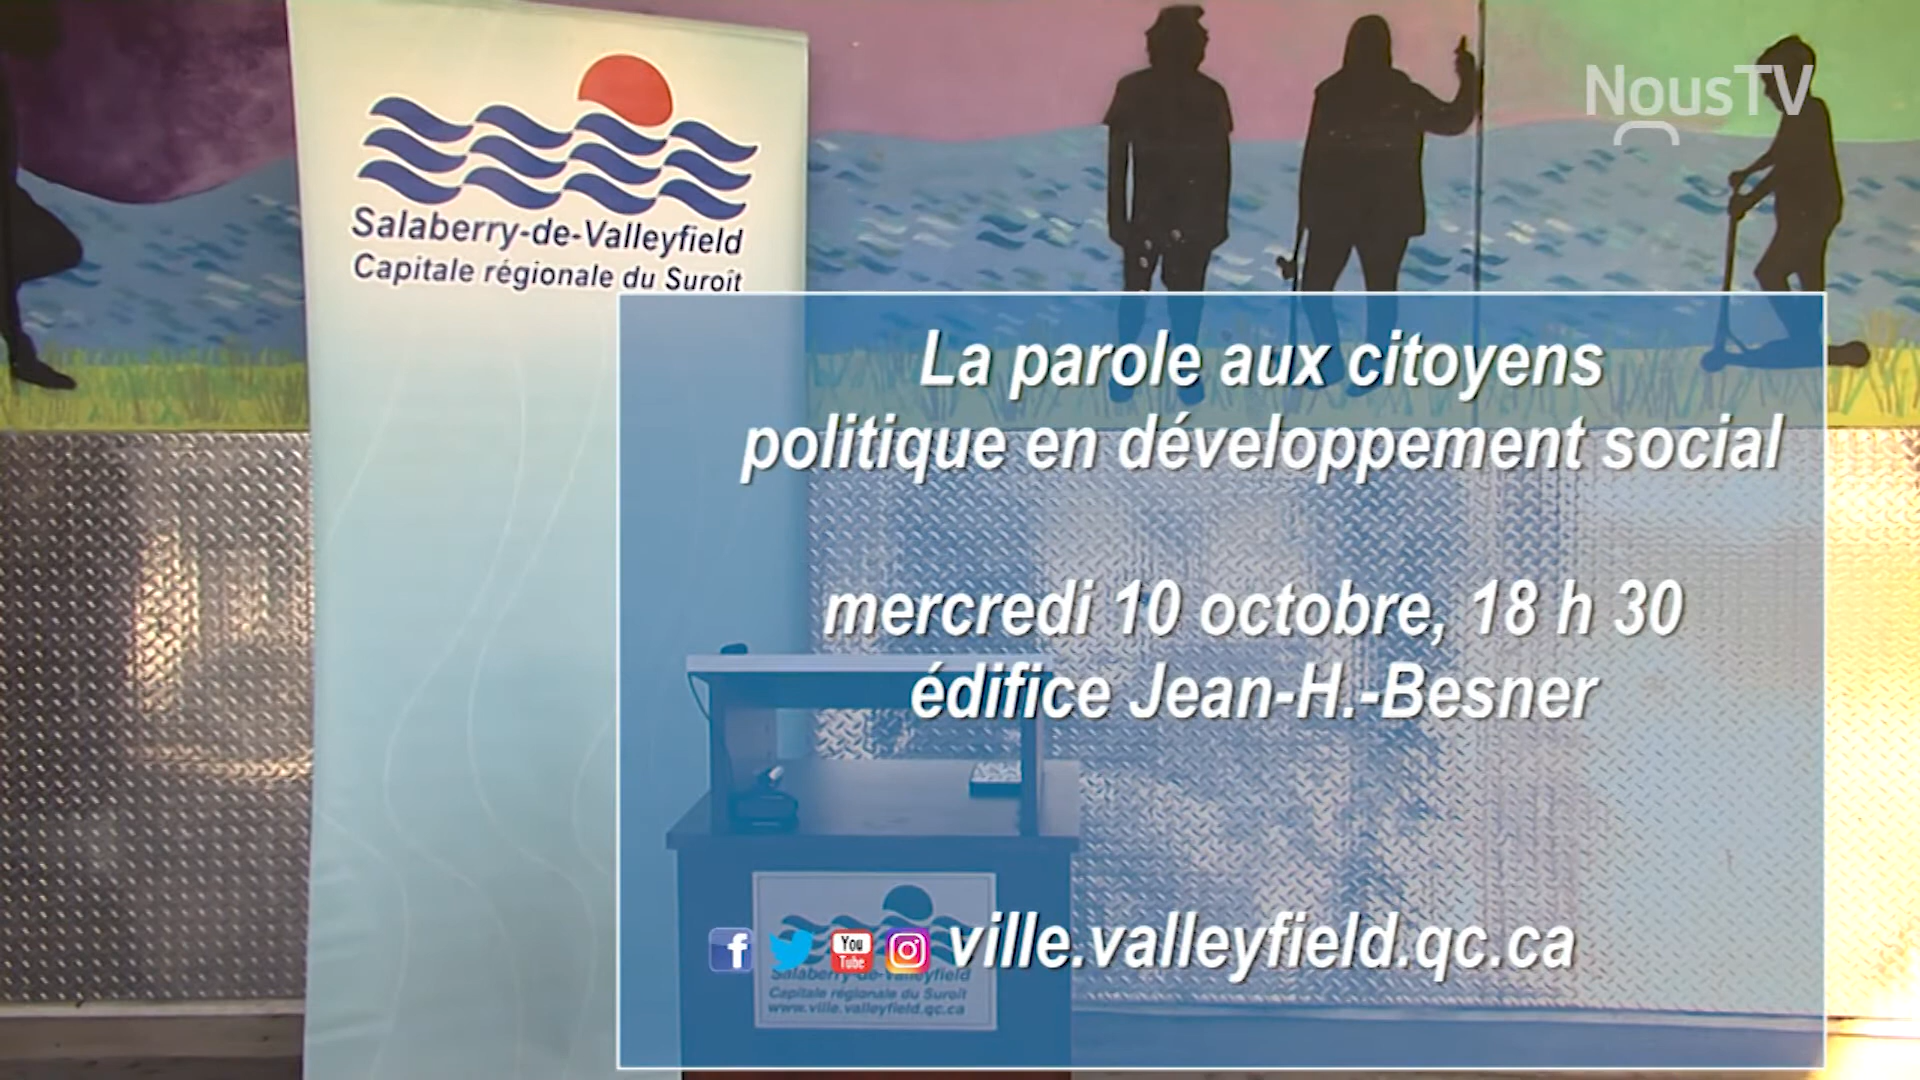 NousTV
Salaberry-de-Valleyfield
Capitale régionale du Suroît
La parole aux citoyens
politique en développement social
mercredi 10 octobre, 18 h 30
édifice Jean-H.-Besner
f
You
Tube
ville.valleyfield.qc.ca
Salaberry-de-Valleyfield
Capitale régionale du Suroît
www.ville.valleyfield.qc.ca